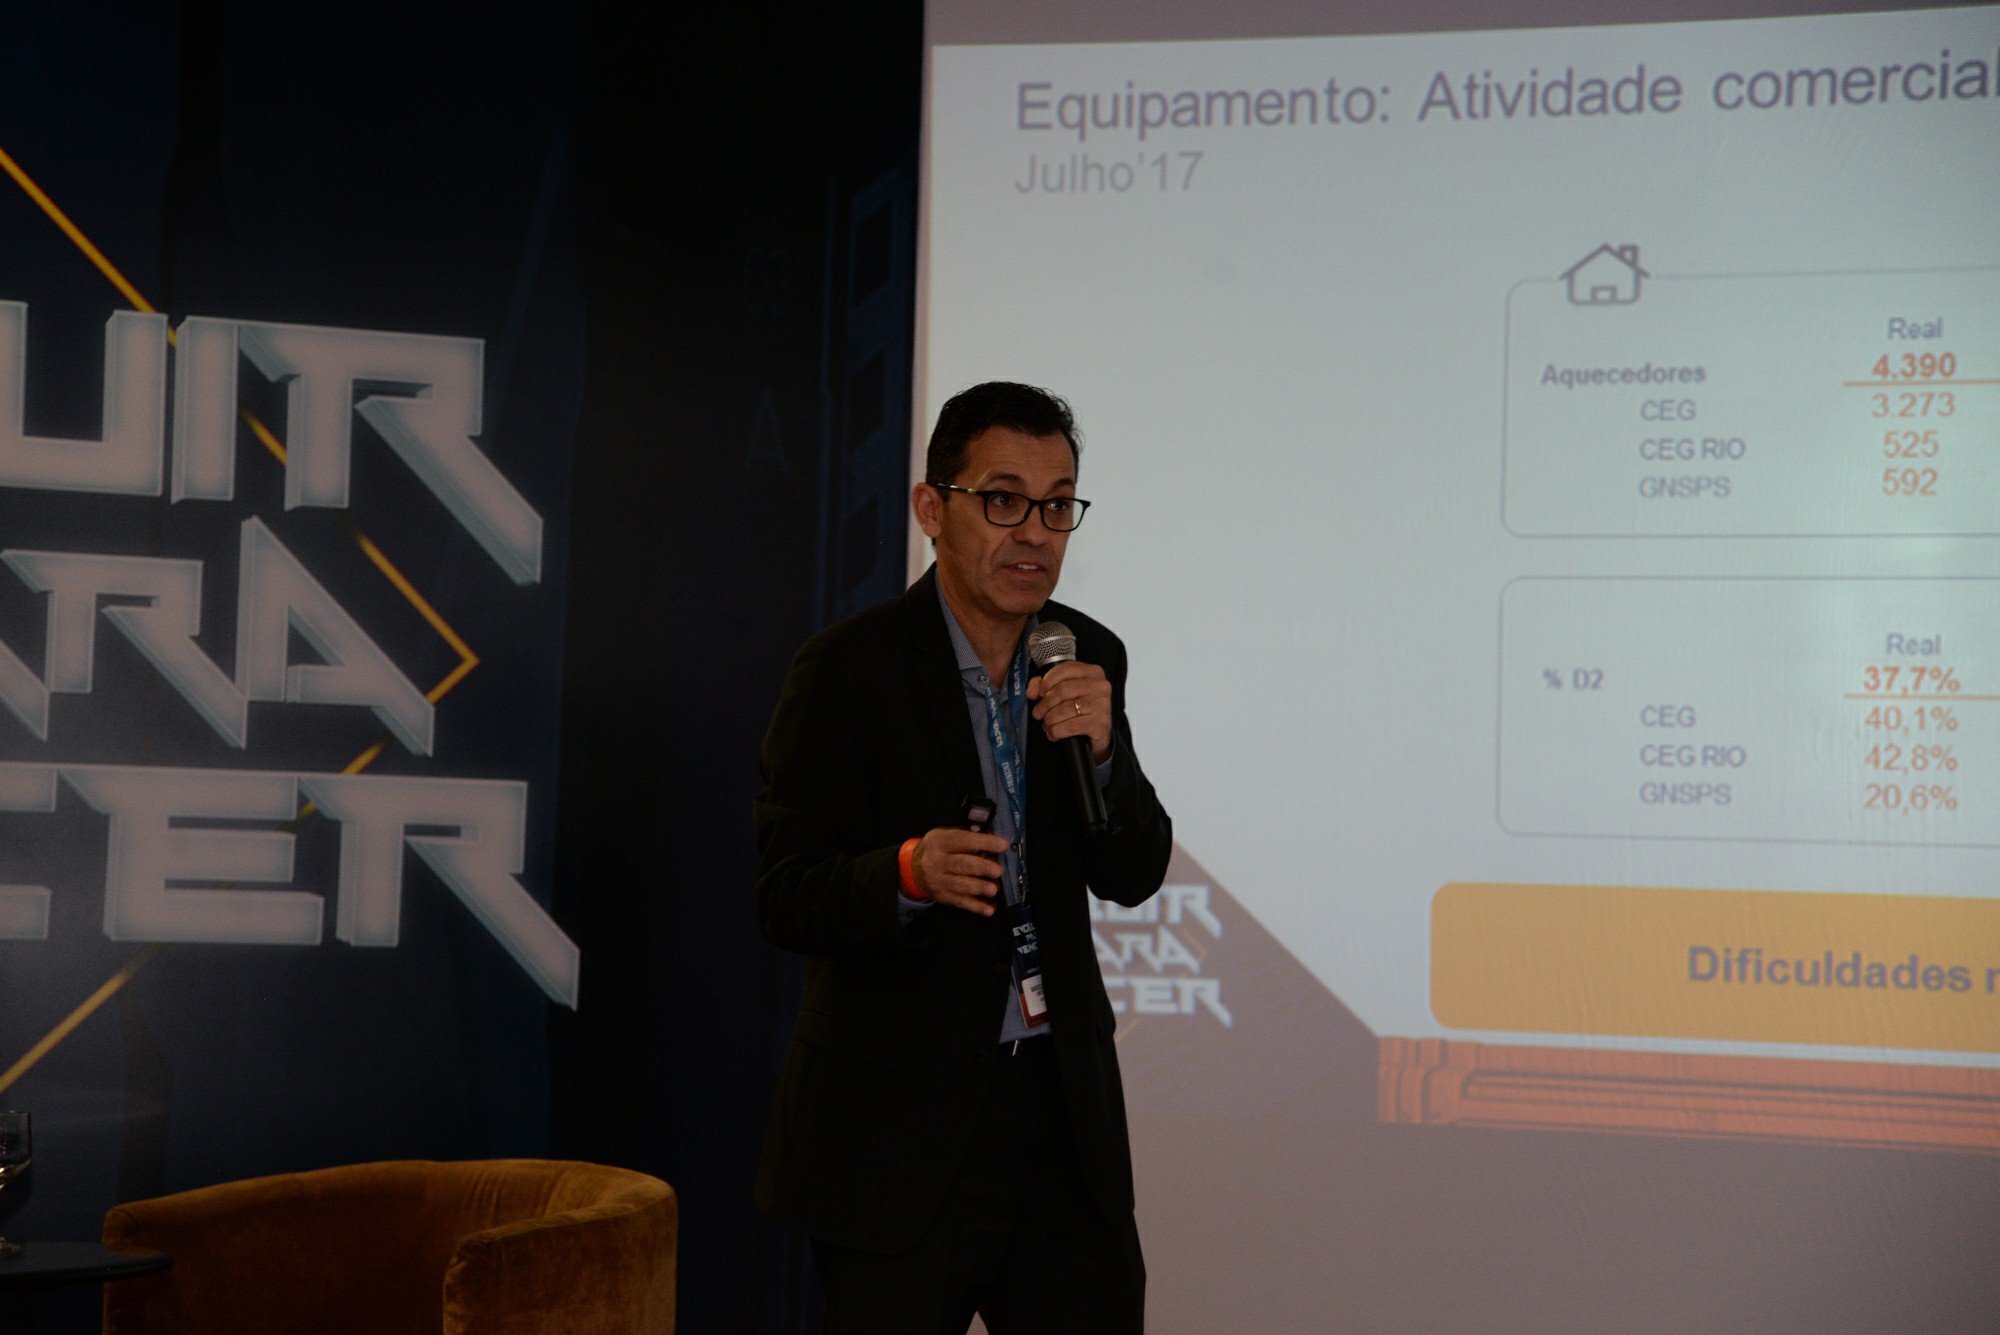 UIR
ARA
CER
Equipamento: Atividade comercial
Julho'17
Real
Aquecedores 4.390
CEG 3.273
CEG RIO 525
GNSPS 592
Real
% D2 37,7%
CEG 40,1%
CEG RIO 42,8%
GNSPS 20,6%
Dificuldades
UIR
ARA
CER